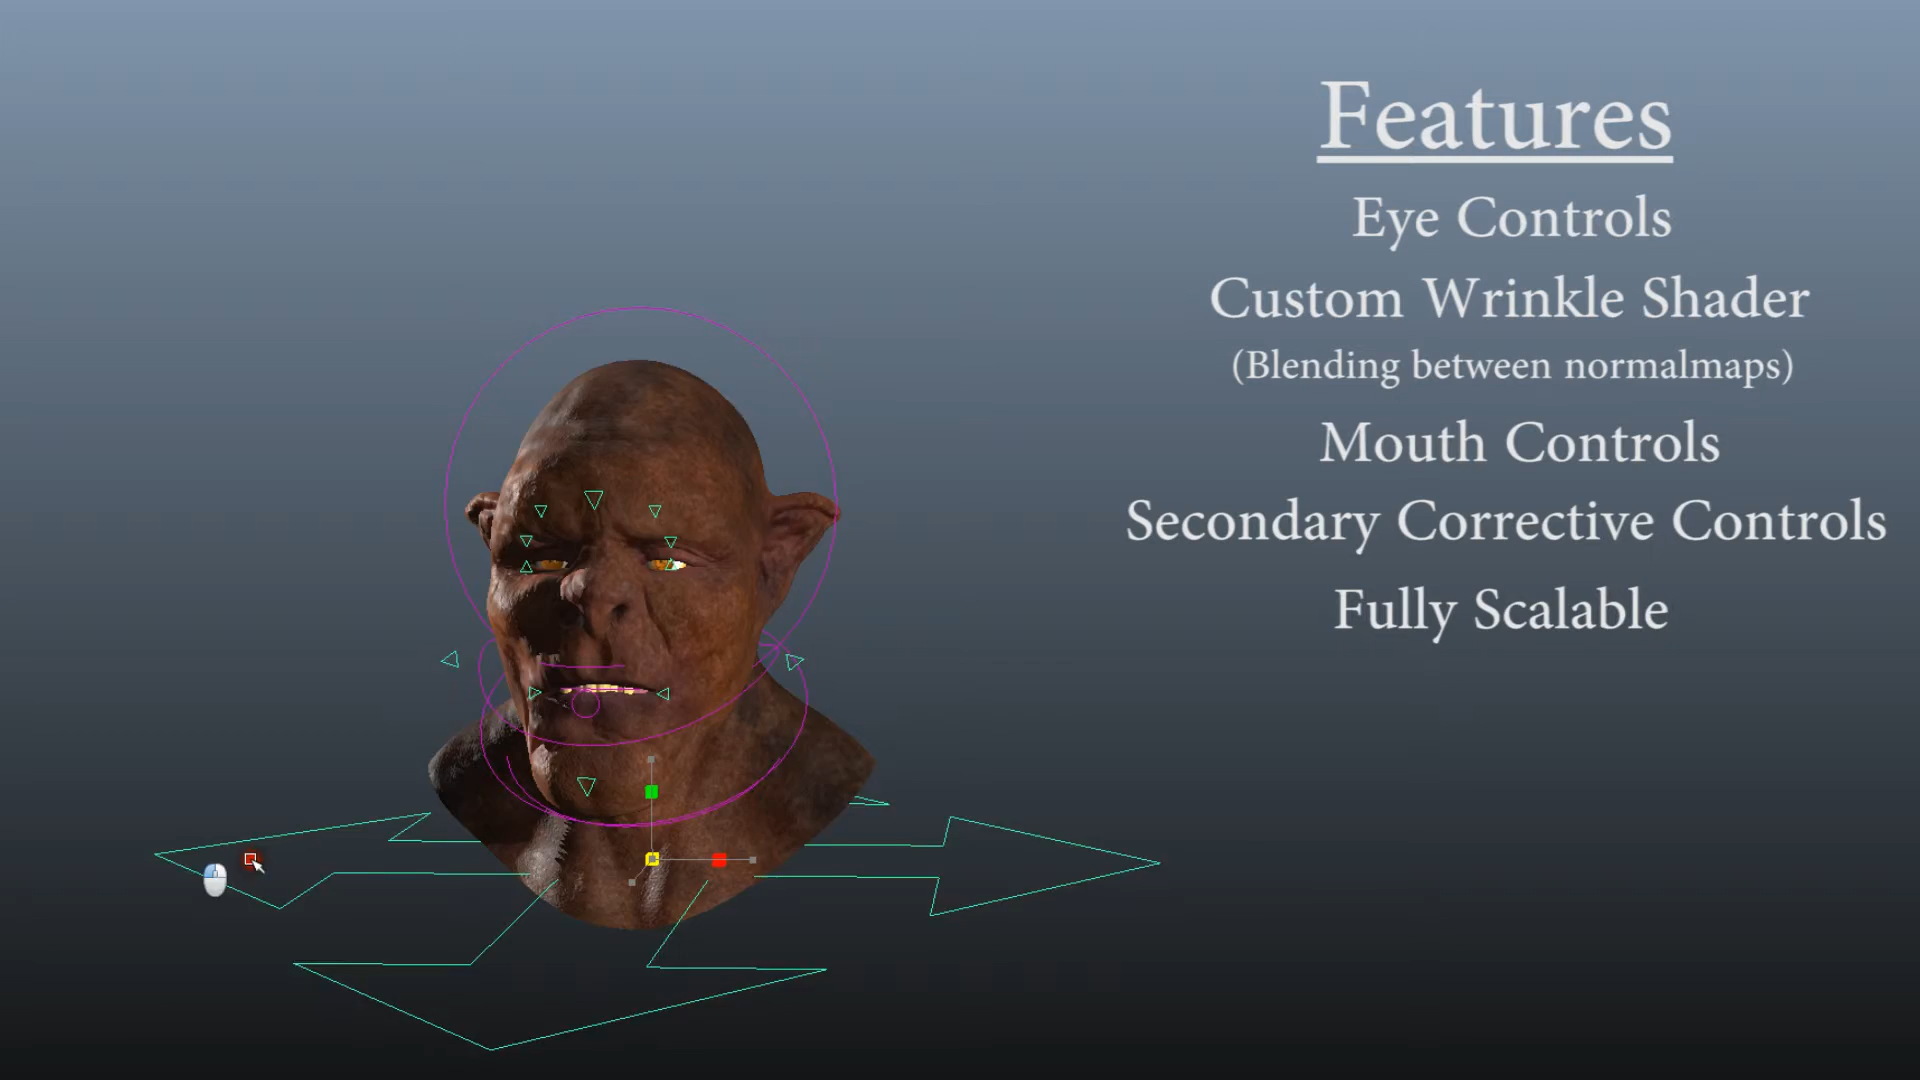 Features
Eye Controls
Custom Wrinkle Shader
(Blending between normalmaps)
Mouth Controls
Secondary Corrective Controls
Fully Scalable